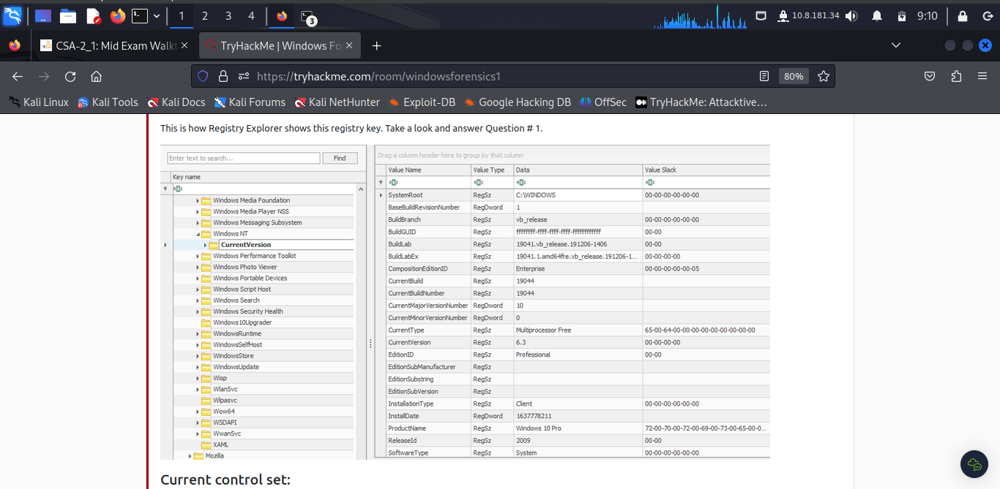 1 2 3 4 3 10.8.181.34 9:10
CSA-2_1: Mid Exam Walkt TryHackMe | Windows Fo
https://tryhackme.com/room/windowsforensics1 80%
Kali Linux Kali Tools Kali Docs Kali Forums Kali NetHunter Exploit-DB Google Hacking DB OffSec TryHackMe: Attacktive…
This is how Registry Explorer shows this registry key. Take a look and answer Question # 1.
Enter text to search... Find
Key name
Windows Media Foundation
Windows Media Player NSS
Windows Messaging Subsystem
Windows NT
CurrentVersion
Windows Performance Toolkit
Windows Photo Viewer
Windows Portable Devices
Windows Script Host
Windows Search
Windows Security Health
Windows10Upgrader
WindowsRuntime
WindowsSelfHost
WindowsStore
WindowsUpdate
Wisp
WlanSvc
Wlpasvc
Wow64
WSDAPI
WwanSvc
XAML
Mozilla
Drag a column header here to group by that column
Value Name Value Type Data Value Slack
SystemRoot RegSz C:\WINDOWS 00-00-00-00-00-00
BaseBuildRevisionNumber RegDword 1
BuildBranch RegSz vb_release 00-00-00-00-00-00
BuildGUID RegSz ffffffff-ffff-ffff-ffff-ffffffffffff 00-00
BuildLab RegSz 19041.vb_release.191206-1406 00-00
BuildLabEx RegSz 19041.1.amd64fre.vb_release.191206-1... 00-00-00-00
CompositionEditionID RegSz Enterprise 00-00-00-00-00-05
CurrentBuild RegSz 19044
CurrentBuildNumber RegSz 19044
CurrentMajorVersionNumber RegDword 10
CurrentMinorVersionNumber RegDword 0
CurrentType RegSz Multiprocessor Free 65-00-64-00-00-00-00-00-00-00-00-00
CurrentVersion RegSz 6.3 00-00-00-00
EditionID RegSz Professional 00-00
EditionSubManufacturer RegSz
EditionSubstring RegSz
EditionSubVersion RegSz
InstallationType RegSz Client 00-00-00-00-00-00
InstallDate RegDword 1637778211
ProductName RegSz Windows 10 Pro 72-00-70-00-72-00-69-00-73-00-65-00-0...
ReleaseId RegSz 2009 00-00
SoftwareType RegSz System 00-00-00-00-00-00
Current control set: